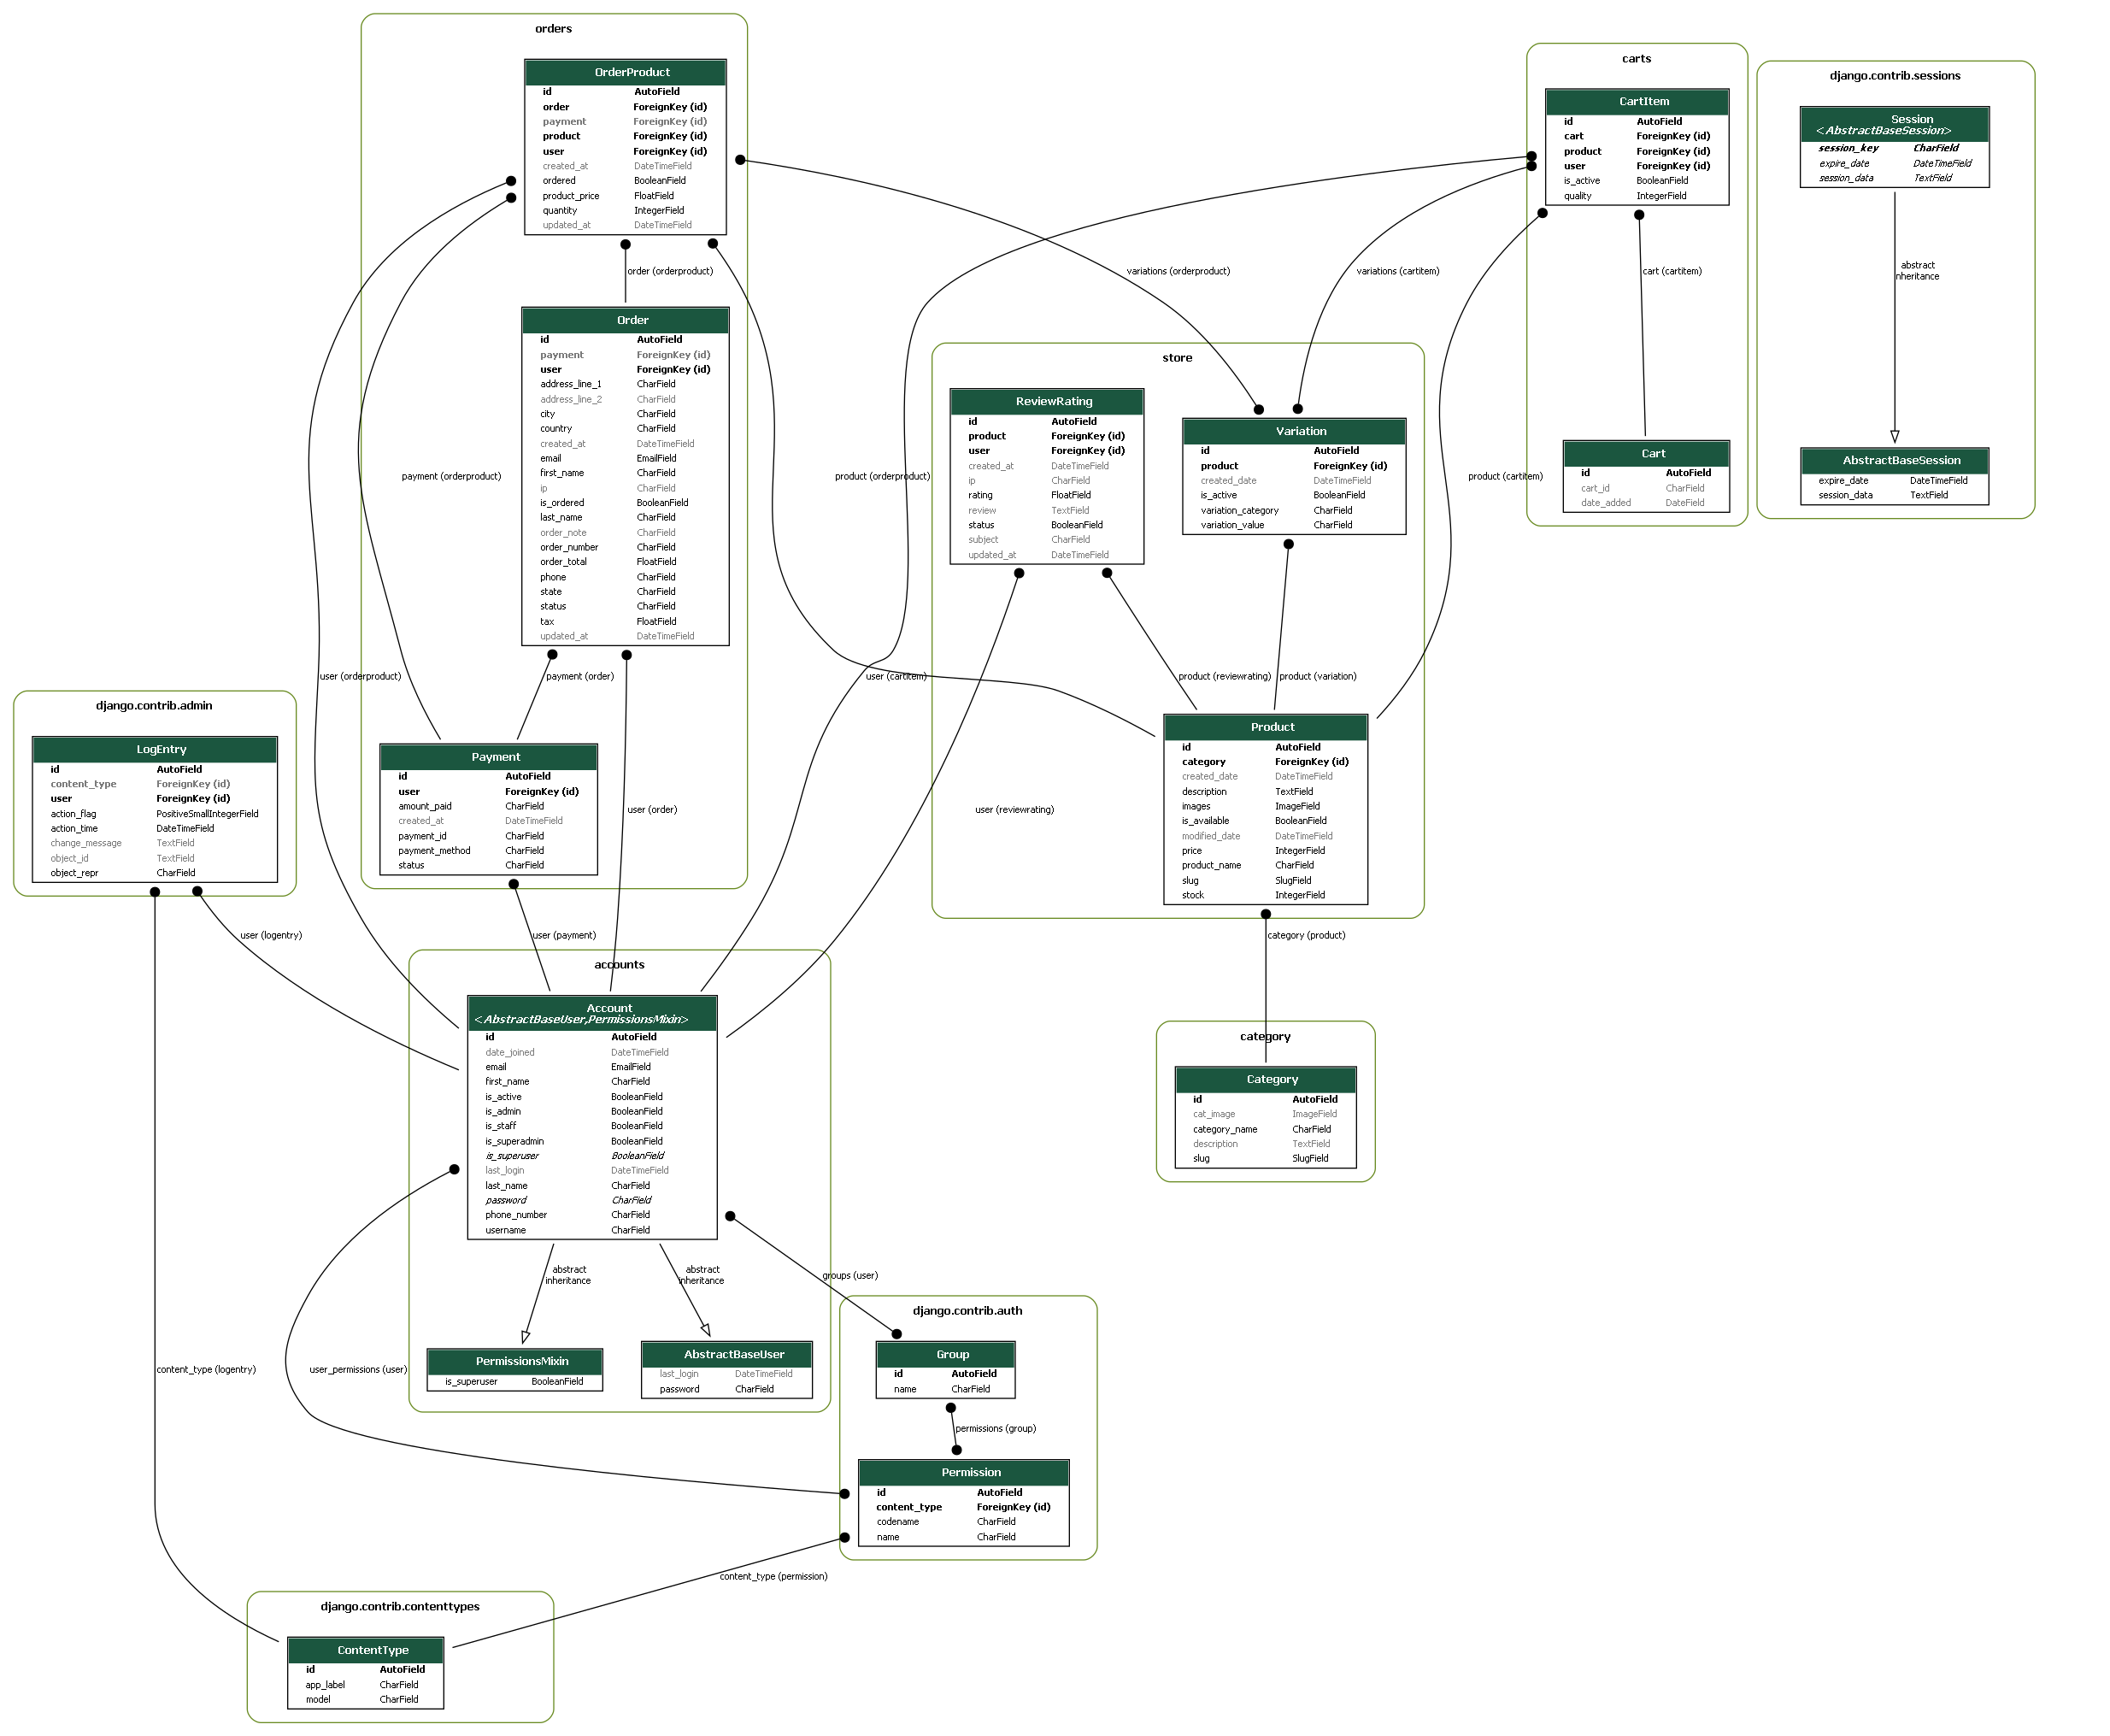 orders
OrderProduct
id AutoField
order ForeignKey (id)
payment ForeignKey (id)
product ForeignKey (id)
user ForeignKey (id)
created_at DateTimeField
ordered BooleanField
product_price FloatField
quantity IntegerField
updated_at DateTimeField
order (orderproduct)
Order
id AutoField
payment ForeignKey (id)
user ForeignKey (id)
address_line_1 CharField
address_line_2 CharField
city CharField
country CharField
created_at DateTimeField
email EmailField
first_name CharField
ip CharField
is_ordered BooleanField
last_name CharField
order_note CharField
order_number CharField
order_total FloatField
phone CharField
state CharField
status CharField
tax FloatField
updated_at DateTimeField
payment (orderproduct)
user (orderproduct)
payment (order)
Payment
id AutoField
user ForeignKey (id)
amount_paid CharField
created_at DateTimeField
payment_id CharField
payment_method CharField
status CharField
user (order)
user (payment)
carts
CartItem
id AutoField
cart ForeignKey (id)
product ForeignKey (id)
user ForeignKey (id)
is_active BooleanField
quality IntegerField
cart (cartitem)
Cart
id AutoField
cart_id CharField
date_added DateField
django.contrib.sessions
Session
<AbstractBaseSession>
session_key CharField
expire_date DateTimeField
session_data TextField
abstract
inheritance
AbstractBaseSession
expire_date DateTimeField
session_data TextField
variations (orderproduct)
variations (cartitem)
product (orderproduct)
product (cartitem)
store
ReviewRating
id AutoField
product ForeignKey (id)
user ForeignKey (id)
created_at DateTimeField
ip CharField
rating FloatField
review TextField
status BooleanField
subject CharField
updated_at DateTimeField
Variation
id AutoField
product ForeignKey (id)
created_date DateTimeField
is_active BooleanField
variation_category CharField
variation_value CharField
user (cartitem)
product (reviewrating)
product (variation)
Product
id AutoField
category ForeignKey (id)
created_date DateTimeField
description TextField
images ImageField
is_available BooleanField
modified_date DateTimeField
price IntegerField
product_name CharField
slug SlugField
stock IntegerField
user (reviewrating)
category (product)
category
Category
id AutoField
cat_image ImageField
category_name CharField
description TextField
slug SlugField
django.contrib.admin
LogEntry
id AutoField
content_type ForeignKey (id)
user ForeignKey (id)
action_flag PositiveSmallIntegerField
action_time DateTimeField
change_message TextField
object_id TextField
object_repr CharField
user (logentry)
accounts
Account
<AbstractBaseUser,PermissionsMixin>
id AutoField
date_joined DateTimeField
email EmailField
first_name CharField
is_active BooleanField
is_admin BooleanField
is_staff BooleanField
is_superadmin BooleanField
is_superuser BooleanField
last_login DateTimeField
last_name CharField
password CharField
phone_number CharField
username CharField
abstract
inheritance
abstract
inheritance
PermissionsMixin
is_superuser BooleanField
AbstractBaseUser
last_login DateTimeField
password CharField
groups (user)
content_type (logentry)
user_permissions (user)
django.contrib.auth
Group
id AutoField
name CharField
permissions (group)
Permission
id AutoField
content_type ForeignKey (id)
codename CharField
name CharField
content_type (permission)
django.contrib.contenttypes
ContentType
id AutoField
app_label CharField
model CharField